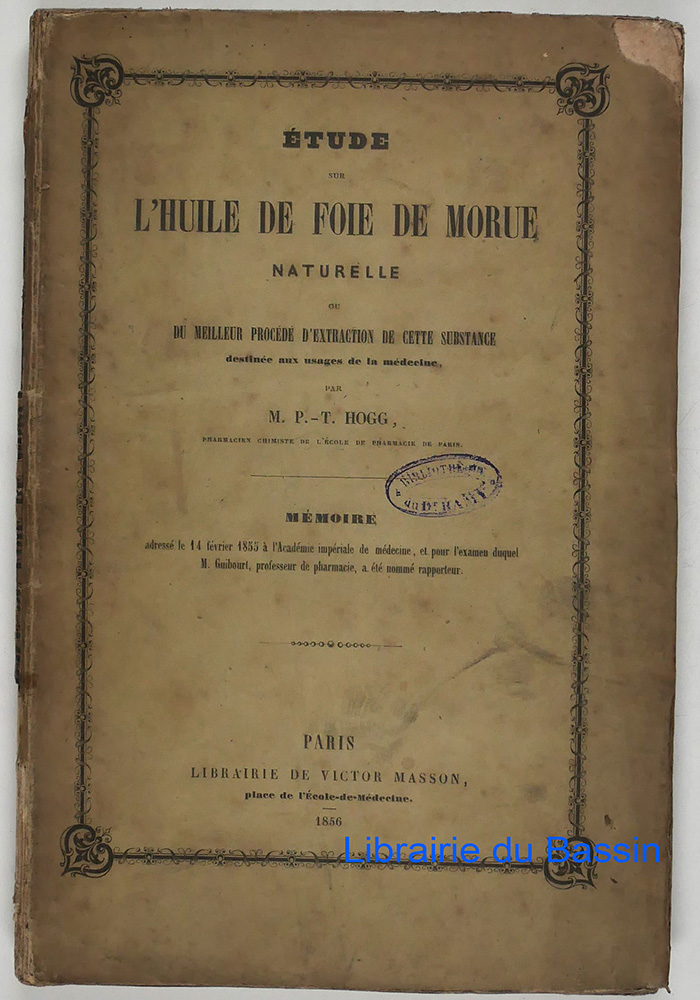 ÉTUDE
SUR
L'HUILE DE FOIE DE MORUE
NATURELLE
OU
DU MEILLEUR PROCÉDÉ D'EXTRACTION DE CETTE SUBSTANCE
destinée aux usages de la médecine,
PAR
M. P.-T. HOGG,
PHARMACIEN CHIMISTE DE L'ÉCOLE DE PHARMACIE DE PARIS.
BIBLIOTHÈQUE
du Dr
MÉMOIRE
adressé le 14 février 1855 à l'Académie impériale de médecine, et pour l'examen duquel
M. Guibourt, professeur de pharmacie, a été nommé rapporteur.
PARIS
LIBRAIRIE DE VICTOR MASSON,
place de l'École-de-Médecine.
1856
Librairie du Bassin